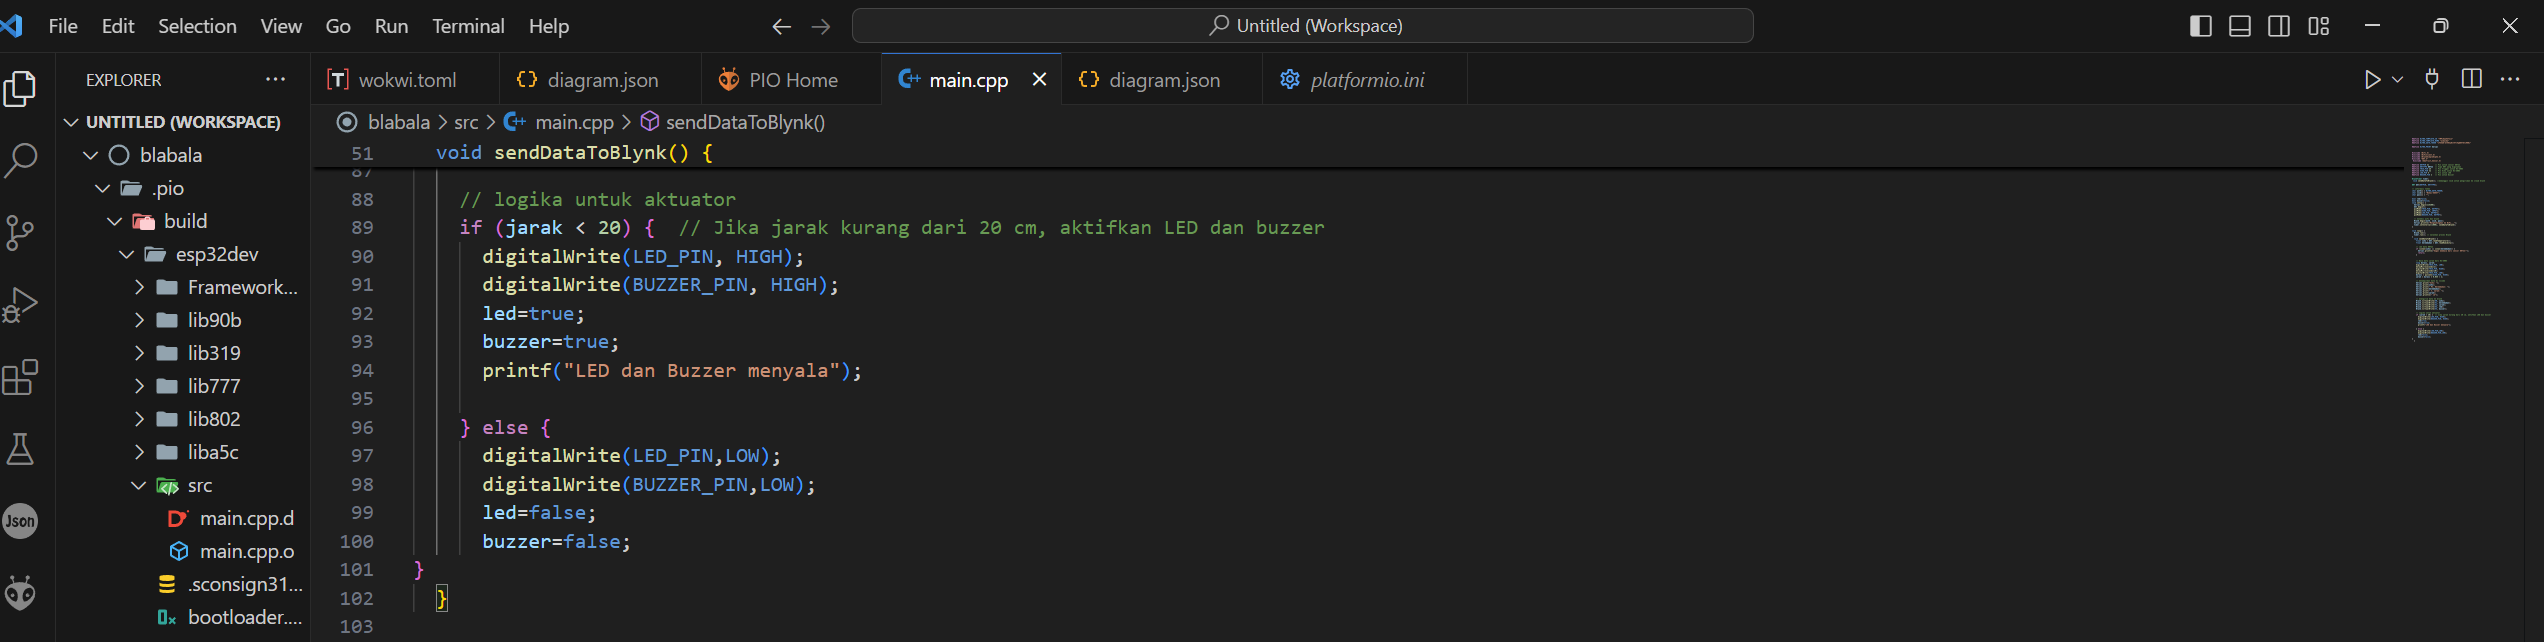 File Edit Selection View Go Run Terminal Help
Untitled (Workspace)
EXPLORER
wokwi.toml
diagram.json
PIO Home
main.cpp
diagram.json
platformio.ini
UNTITLED (WORKSPACE)
blabala
.pio
build
esp32dev
Framework...
lib90b
lib319
lib777
lib802
liba5c
src
main.cpp.d
main.cpp.o
.sconsign31...
bootloader....
Json
blabala > src > main.cpp > sendDataToBlynk()
51 void sendDataToBlynk() {
87
88 // logika untuk aktuator
89 if (jarak < 20) { // Jika jarak kurang dari 20 cm, aktifkan LED dan buzzer
90 digitalWrite(LED_PIN, HIGH);
91 digitalWrite(BUZZER_PIN, HIGH);
92 led=true;
93 buzzer=true;
94 printf("LED dan Buzzer menyala");
95
96 } else {
97 digitalWrite(LED_PIN,LOW);
98 digitalWrite(BUZZER_PIN,LOW);
99 led=false;
100 buzzer=false;
101 }
102 }
103